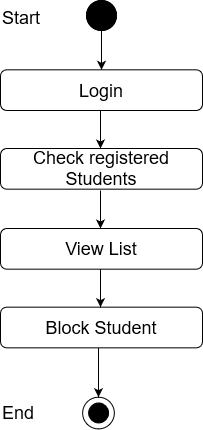 Start
Login
Check registered
Students
View List
Block Student
End